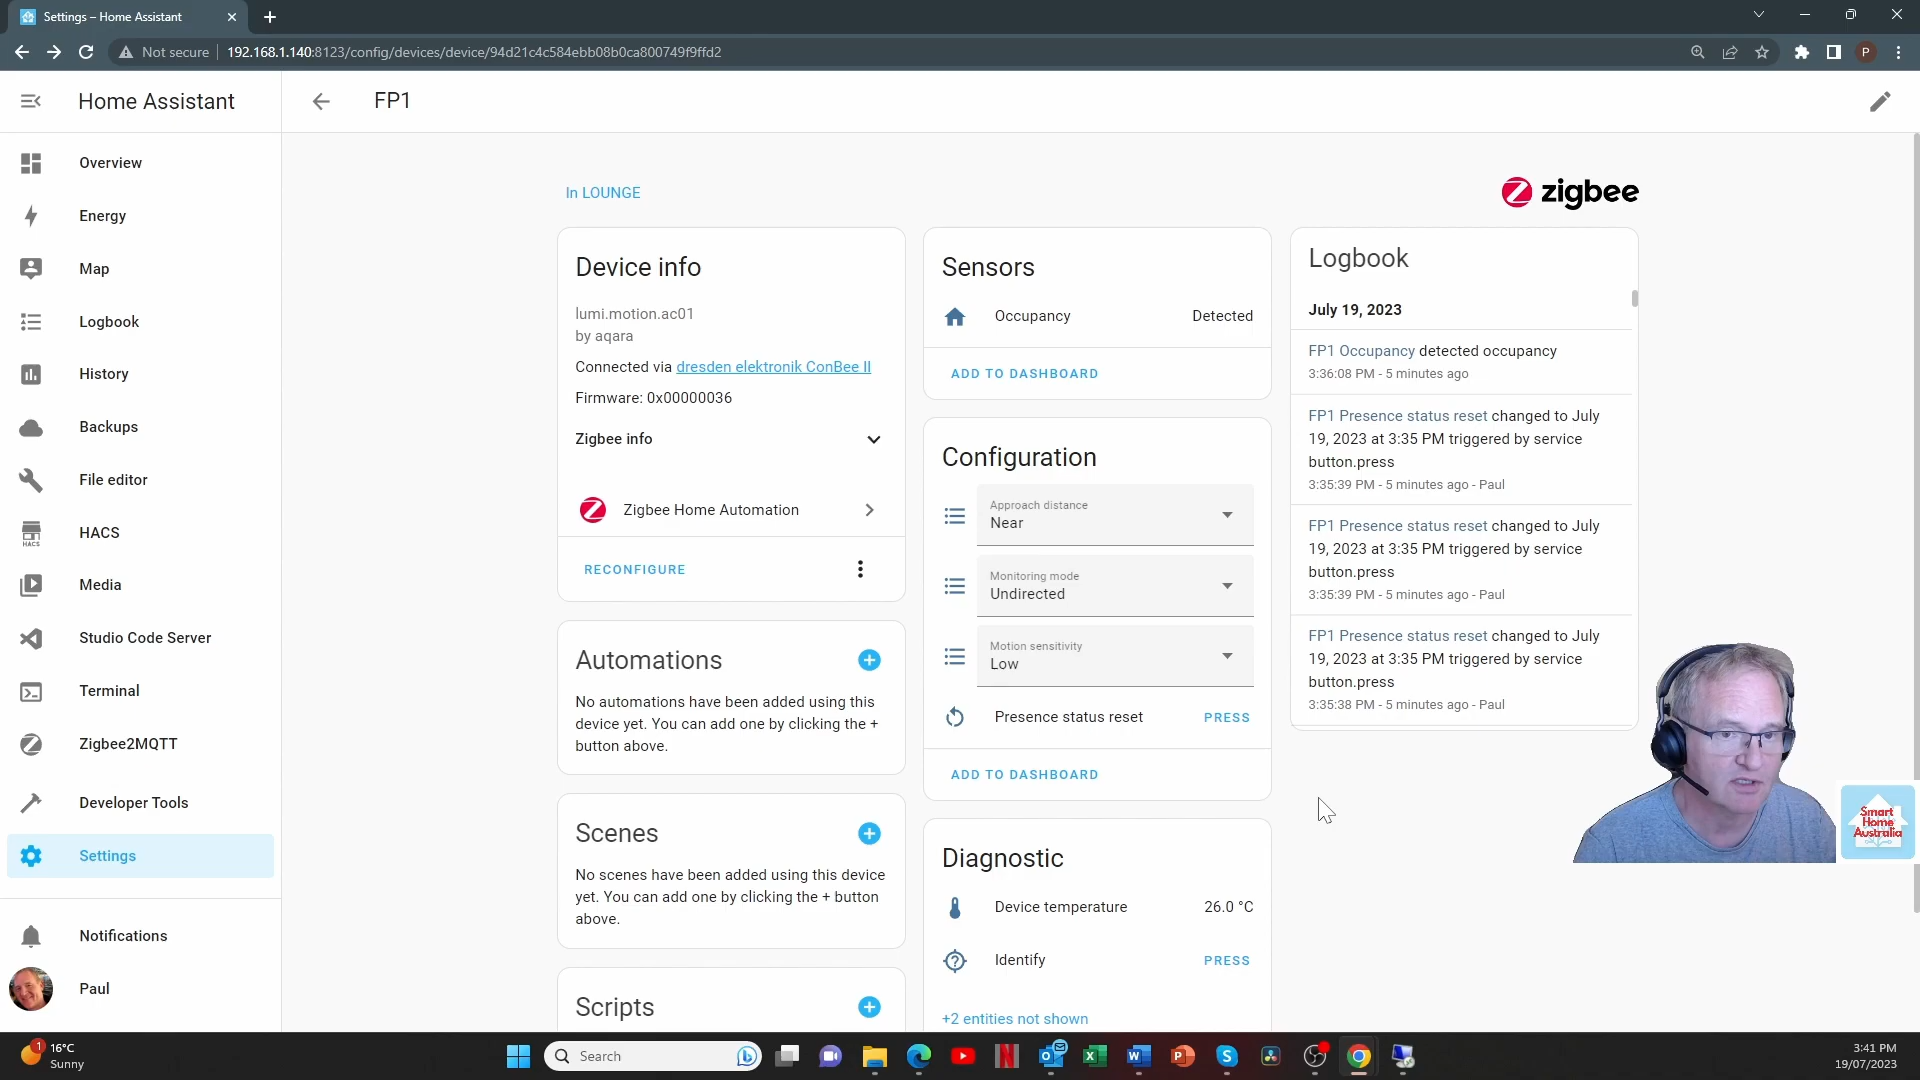 Settings – Home Assistant
Not secure
192.168.1.140:8123/config/devices/device/94d21c4c584ebb08b0ca800749f9ffd2
P
Home Assistant
FP1
Overview
Energy
Map
Logbook
History
Backups
File editor
HACS
HACS
Media
Studio Code Server
Terminal
Zigbee2MQTT
Developer Tools
Settings
Notifications
Paul
In LOUNGE
zigbee
Device info
lumi.motion.ac01
by aqara
Connected via dresden elektronik ConBee II
Firmware: 0x00000036
Zigbee info
Zigbee Home Automation
RECONFIGURE
Automations
No automations have been added using this
device yet. You can add one by clicking the +
button above.
Scenes
No scenes have been added using this device
yet. You can add one by clicking the + button
above.
Scripts
Sensors
Occupancy Detected
ADD TO DASHBOARD
Configuration
Approach distance
Near
Monitoring mode
Undirected
Motion sensitivity
Low
Presence status reset PRESS
ADD TO DASHBOARD
Diagnostic
Device temperature 26.0 °C
Identify PRESS
+2 entities not shown
Logbook
July 19, 2023
FP1 Occupancy detected occupancy
3:36:08 PM - 5 minutes ago
FP1 Presence status reset changed to July
19, 2023 at 3:35 PM triggered by service
button.press
3:35:39 PM - 5 minutes ago - Paul
FP1 Presence status reset changed to July
19, 2023 at 3:35 PM triggered by service
button.press
3:35:39 PM - 5 minutes ago - Paul
FP1 Presence status reset changed to July
19, 2023 at 3:35 PM triggered by service
button.press
3:35:38 PM - 5 minutes ago - Paul
Smart
Home
Australia
1
16°C
Sunny
Search
3:41 PM
19/07/2023